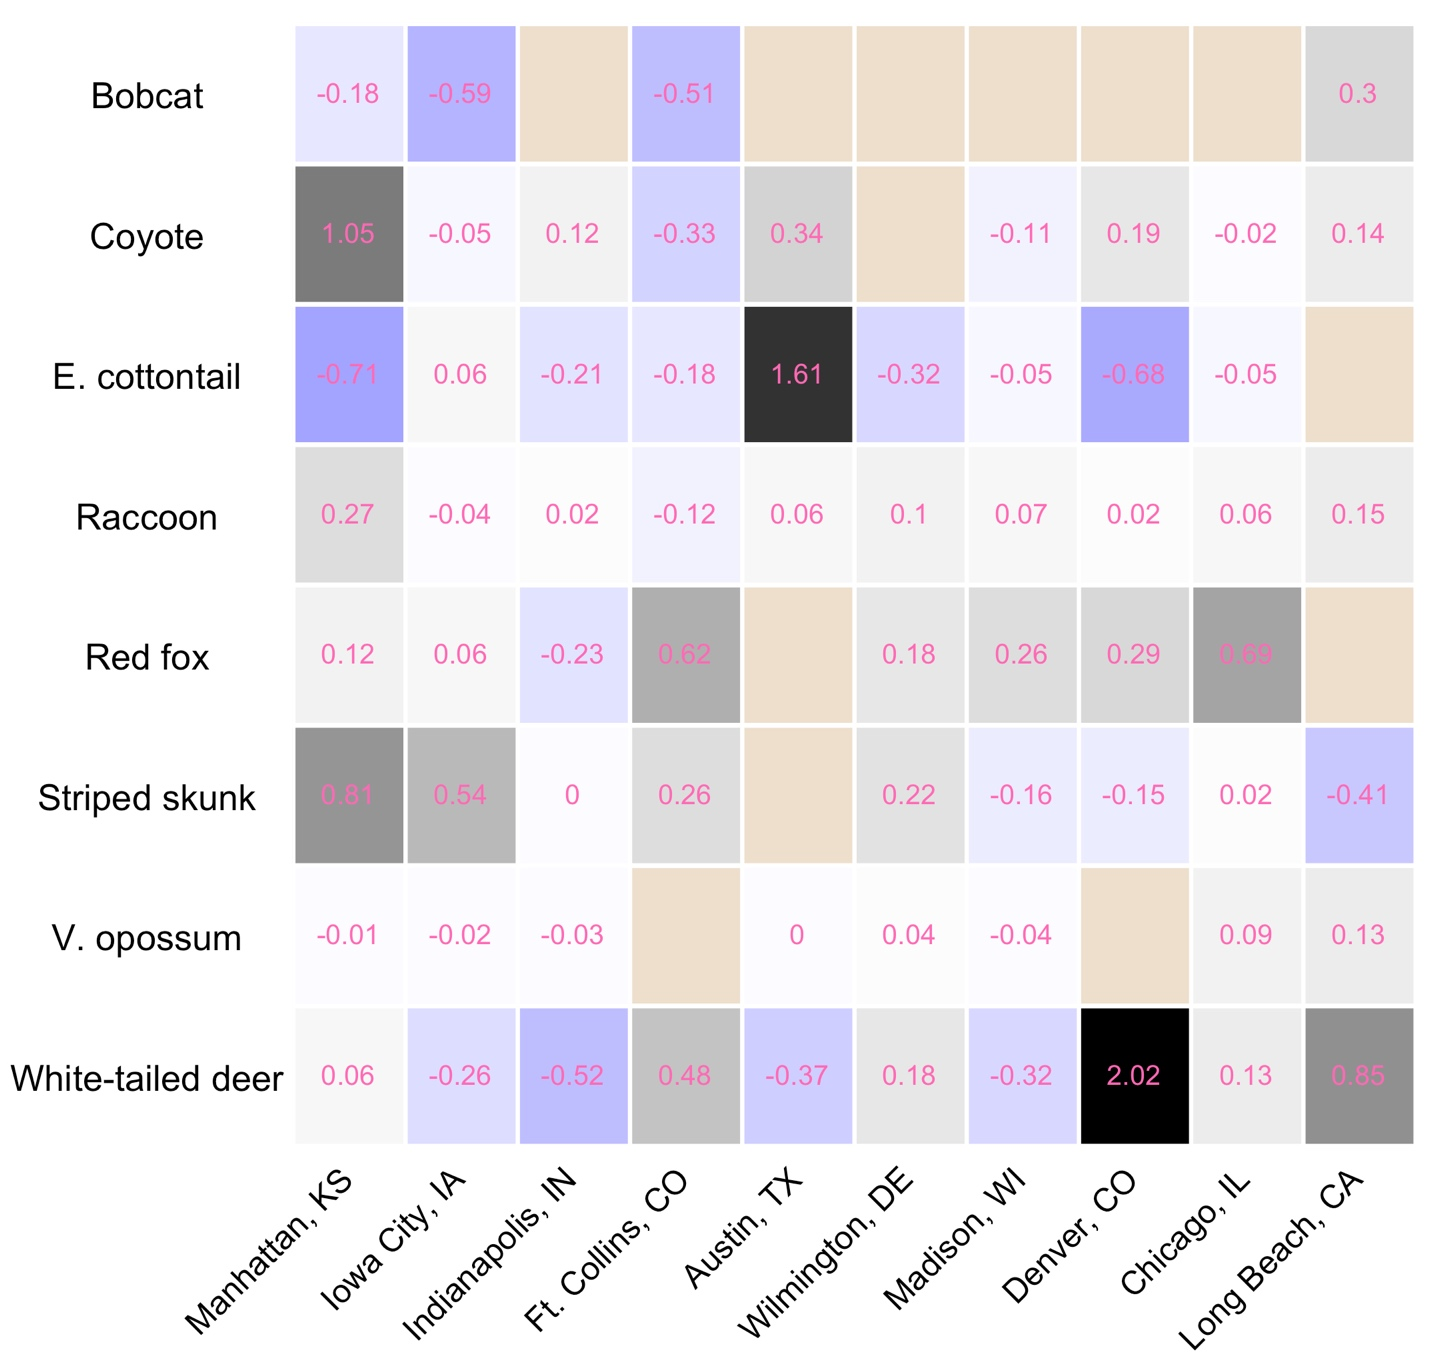 Bobcat -0.18 -0.59 -0.51 0.3
Coyote 1.05 -0.05 0.12 -0.33 0.34 -0.11 0.19 -0.02 0.14
E. cottontail -0.71 0.06 -0.21 -0.18 1.61 -0.32 -0.05 -0.68 -0.05
Raccoon 0.27 -0.04 0.02 -0.12 0.06 0.1 0.07 0.02 0.06 0.15
Red fox 0.12 0.06 -0.23 0.62 0.18 0.26 0.29 0.69
Striped skunk 0.81 0.54 0 0.26 0.22 -0.16 -0.15 0.02 -0.41
V. opossum -0.01 -0.02 -0.03 0 0.04 -0.04 0.09 0.13
White-tailed deer 0.06 -0.26 -0.52 0.48 -0.37 0.18 -0.32 2.02 0.13 0.85
Manhattan, KS
Iowa City, IA
Indianapolis, IN
Ft. Collins, CO
Austin, TX
Wilmington, DE
Madison, WI
Denver, CO
Chicago, IL
Long Beach, CA